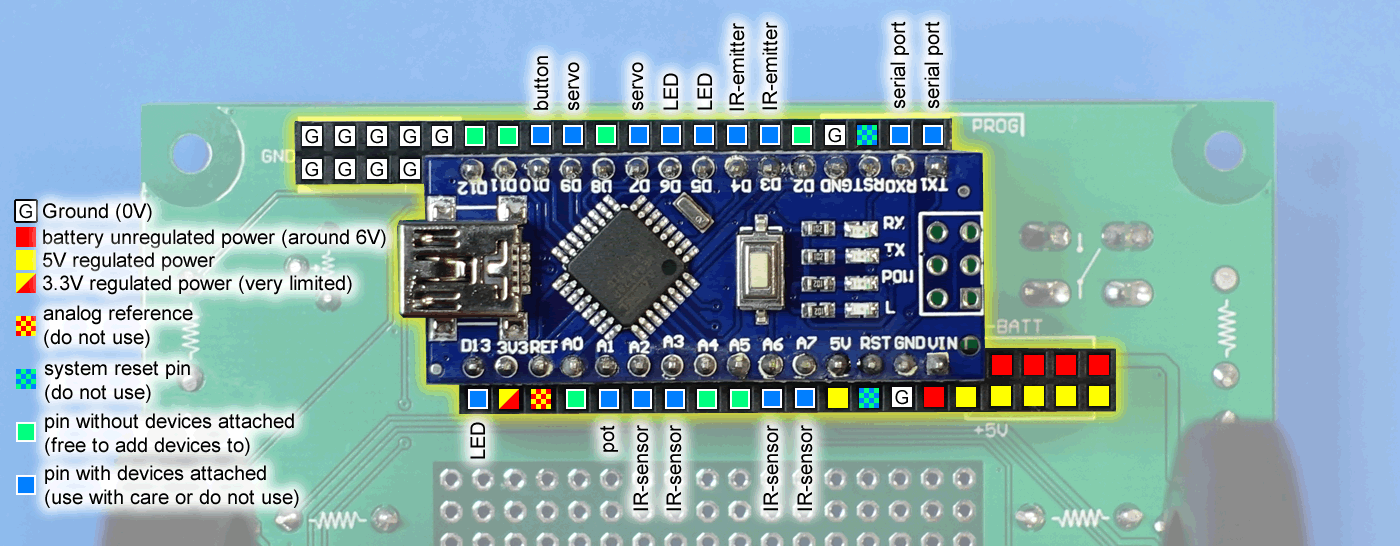 button
servo
servo
LED
LED
IR-emitter
IR-emitter
serial port
serial port
G G G G G G
PROG
GND
G G G G
D12 D11 D10 D9 D8 D7 D6 D5 D4 D3 D2 GND RST RX0 TX1
G Ground (0V)
battery unregulated power (around 6V)
5V regulated power
3.3V regulated power (very limited)
analog reference
(do not use)
system reset pin
(do not use)
pin without devices attached
(free to add devices to)
pin with devices attached
(use with care or do not use)
RX
TX
POW
L
D13 3V3 REF A0 A1 A2 A3 A4 A5 A6 A7 5V RST GND VIN
-BATT
G
+5V
LED
pot
IR-sensor
IR-sensor
IR-sensor
IR-sensor